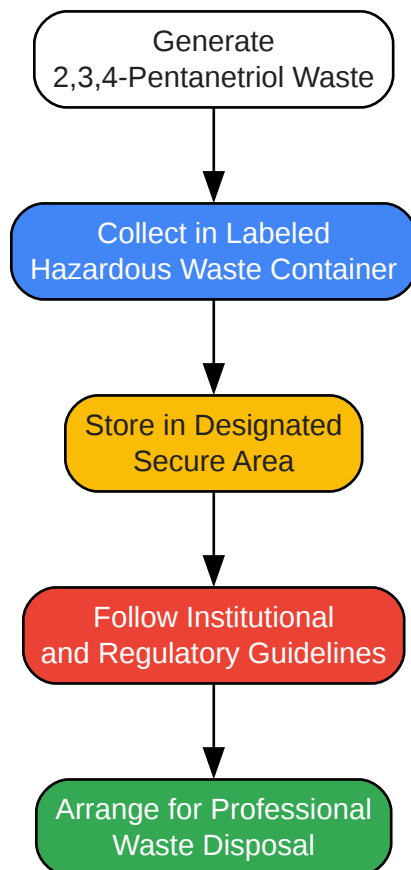 Generate
2,3,4-Pentanetriol Waste
Collect in Labeled
Hazardous Waste Container
Store in Designated
Secure Area
Follow Institutional
and Regulatory Guidelines
Arrange for Professional
Waste Disposal